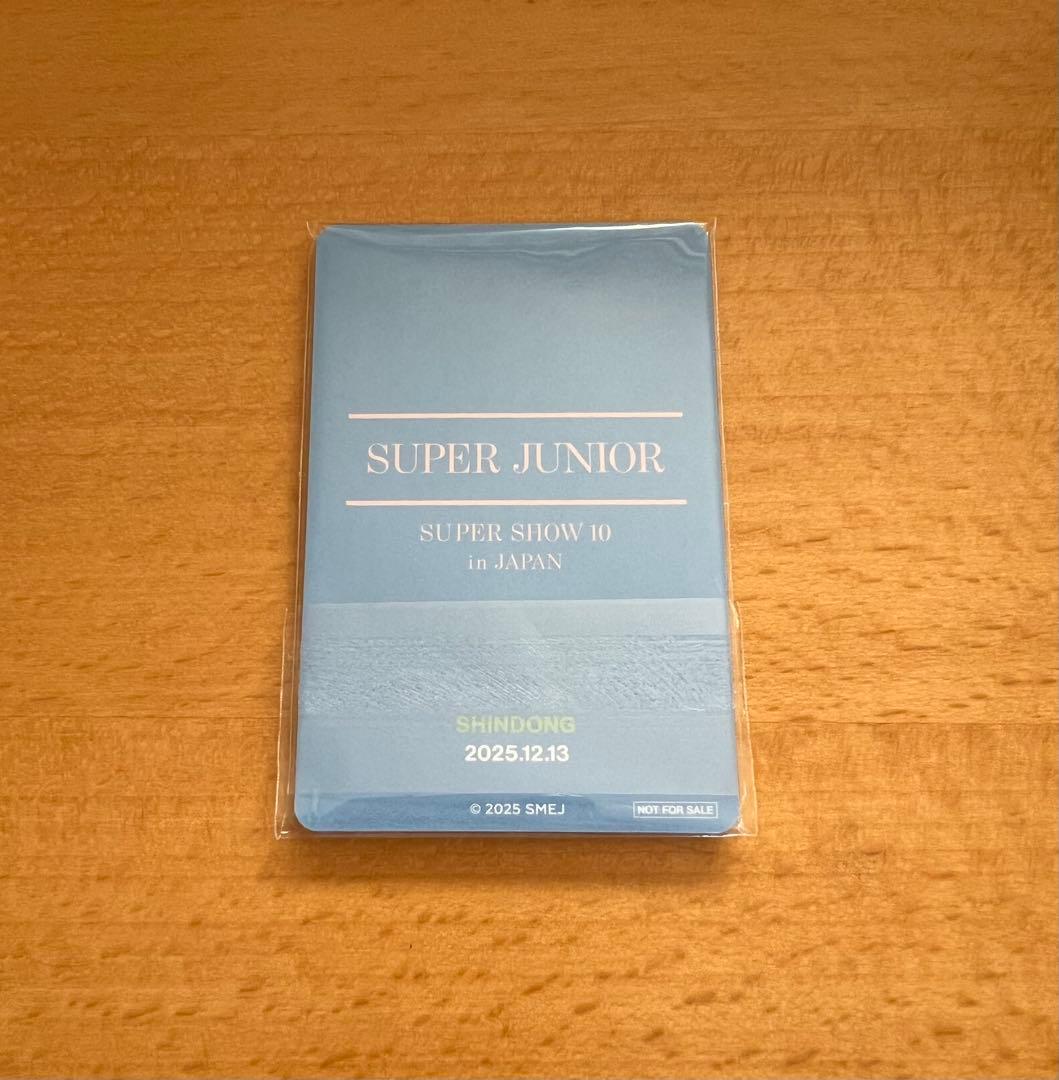 SUPER JUNIOR
SUPER SHOW 10
in JAPAN
SHINDONG
2025.12.13
© 2025 SMEJ
NOT FOR SALE